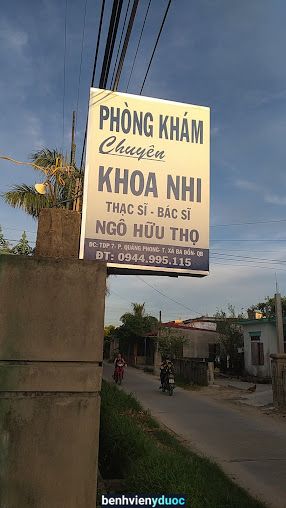 PHÒNG KHÁM
Chuyên
KHOA NHI
THẠC SĨ - BÁC SĨ
NGÔ HỮU THỌ
ĐC: TDP 7- P. QUẢNG PHONG- T. XÃ BA ĐỒN- QB
ĐT: 0944.995.115
benhvienyduoc